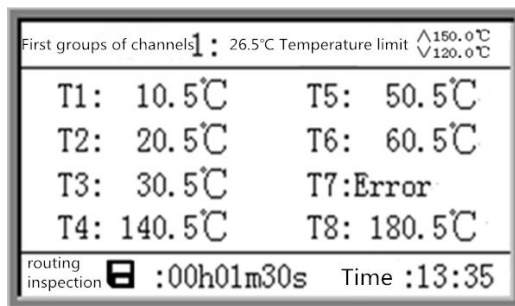 First groups of channels1: 26.5℃ Temperature limit ∧150.0℃
∨120.0℃
T1: 10.5℃ T5: 50.5℃
T2: 20.5℃ T6: 60.5℃
T3: 30.5℃ T7:Error
T4: 140.5℃ T8: 180.5℃
routing
inspection :00h01m30s Time :13:35